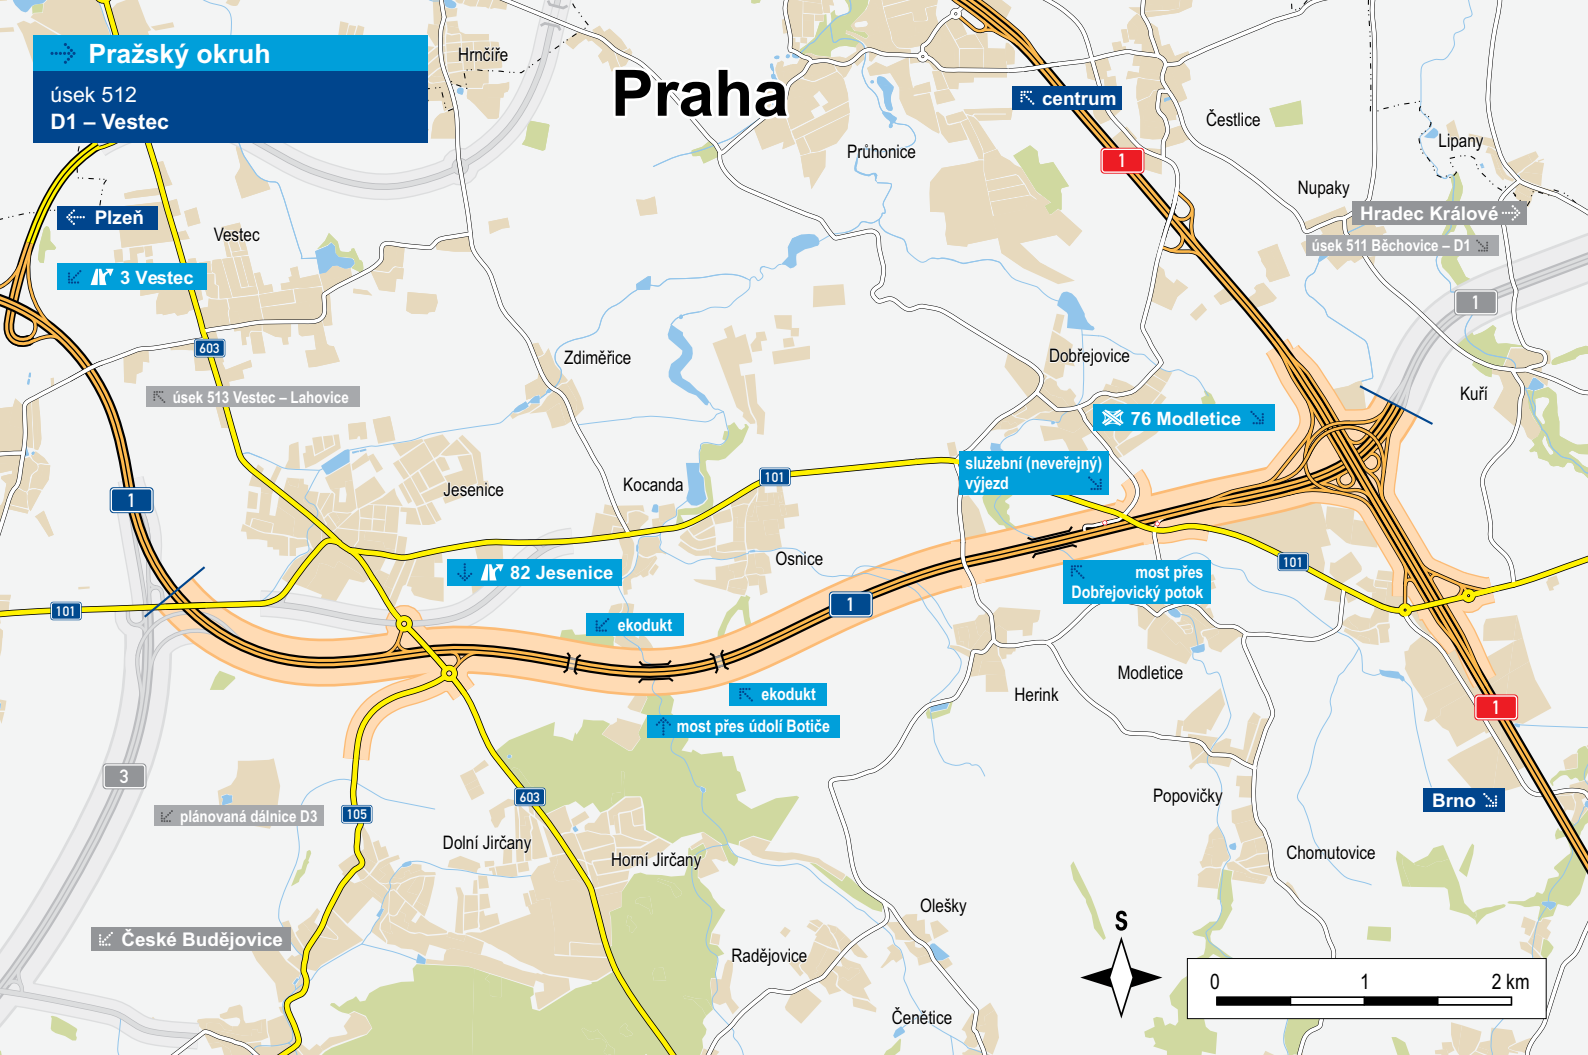 Pražský okruh
úsek 512
D1 – Vestec
Hrnčíře
Praha
centrum
Čestlice
Lipany
Průhonice
1
Nupaky
Plzeň
Vestec
Hradec Králové
úsek 511 Běchovice – D1
3 Vestec
1
603
Zdiměřice
Dobřejovice
úsek 513 Vestec – Lahovice
Kuří
76 Modletice
služební (neveřejný)
výjezd
101
Jesenice
Kocanda
1
Osnice
101
82 Jesenice
most přes
Dobřejovický potok
101
1
ekodukt
Modletice
ekodukt
Herink
1
most přes údolí Botiče
3
603
Popovičky
Brno
plánovaná dálnice D3
105
Dolní Jirčany
Horní Jirčany
Chomutovice
Olešky
S
České Budějovice
Radějovice
0 1 2 km
Čenětice